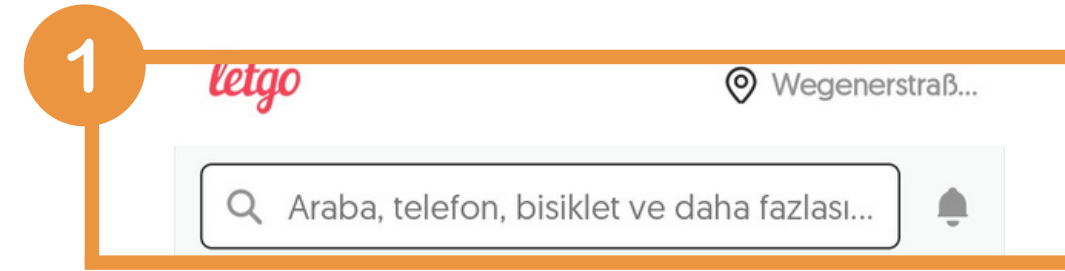 1
letgo
Wegenerstraß...
Araba, telefon, bisiklet ve daha fazlası...